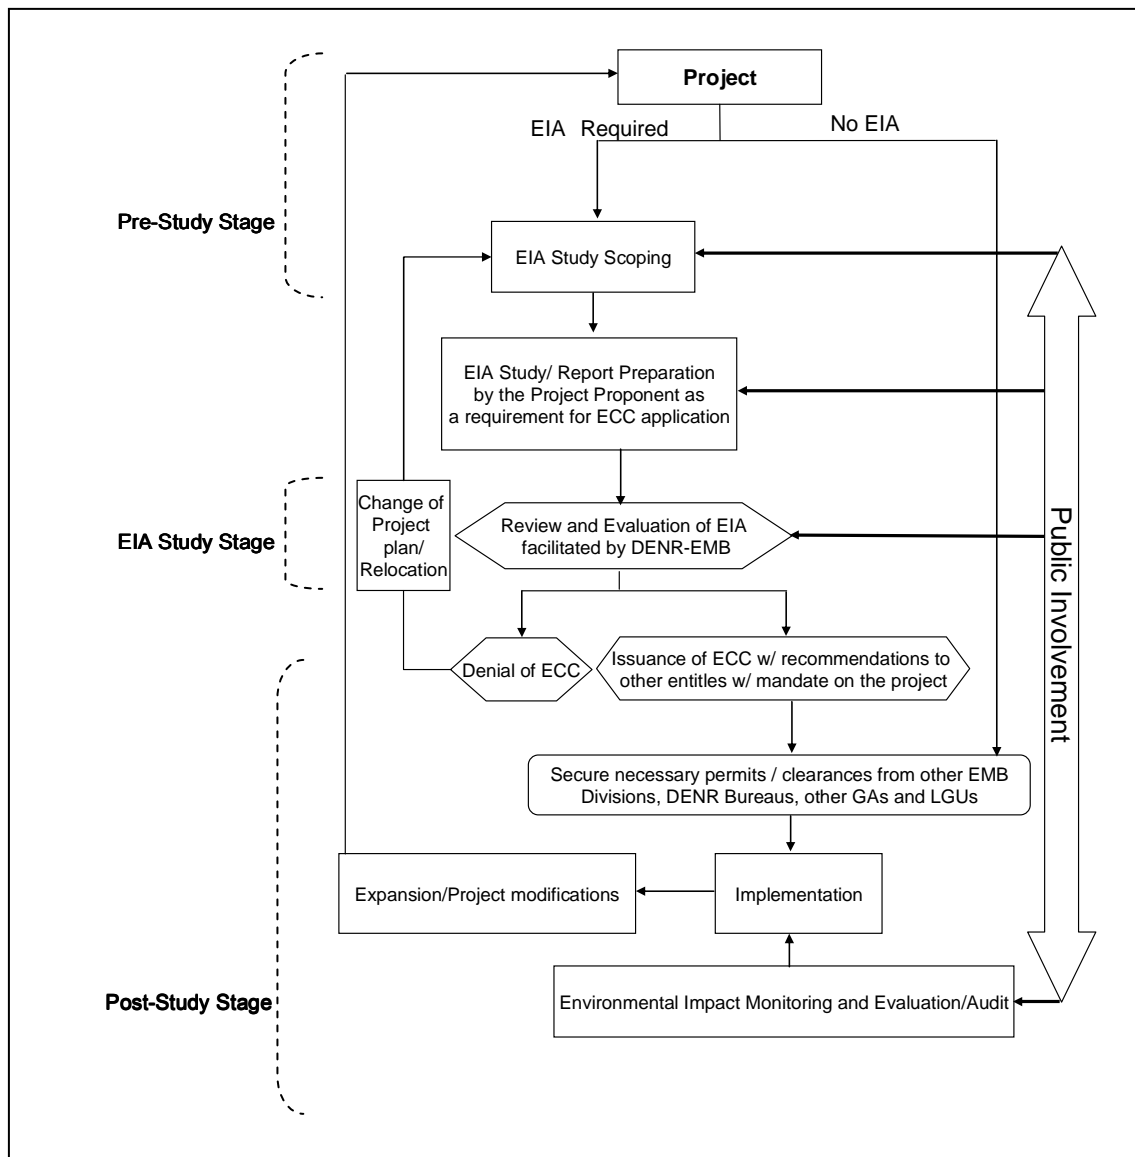 Project
EIA Required
No EIA
Pre-Study Stage
EIA Study Scoping
EIA Study/ Report Preparation
by the Project Proponent as
a requirement for ECC application
Change of
Project
plan/
Relocation
EIA Study Stage
Review and Evaluation of EIA
facilitated by DENR-EMB
Public Involvement
Denial of ECC
Issuance of ECC w/ recommendations to
other entitles w/ mandate on the project
Secure necessary permits / clearances from other EMB
Divisions, DENR Bureaus, other GAs and LGUs
Expansion/Project modifications
Implementation
Post-Study Stage
Environmental Impact Monitoring and Evaluation/Audit